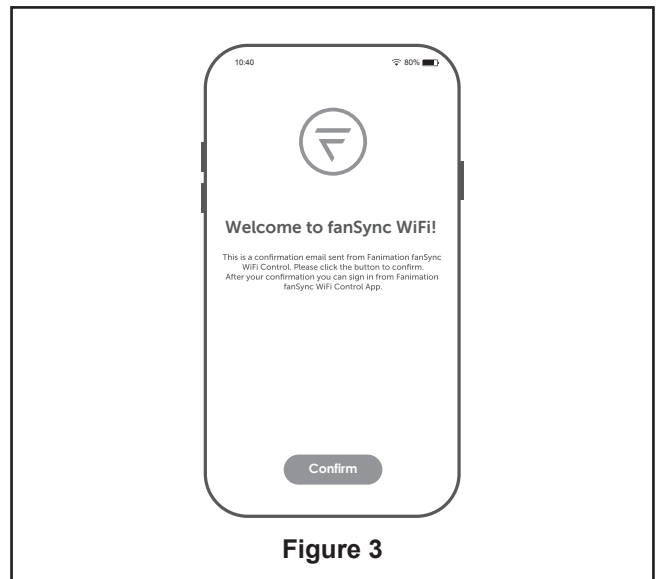 10:40 80%
Welcome to fanSync WiFi!
This is a confirmation email sent from Fanimation fanSync
WiFi Control. Please click the button to confirm.
After your confirmation you can sign in from Fanimation
fanSync WiFi Control App.
Confirm
Figure 3